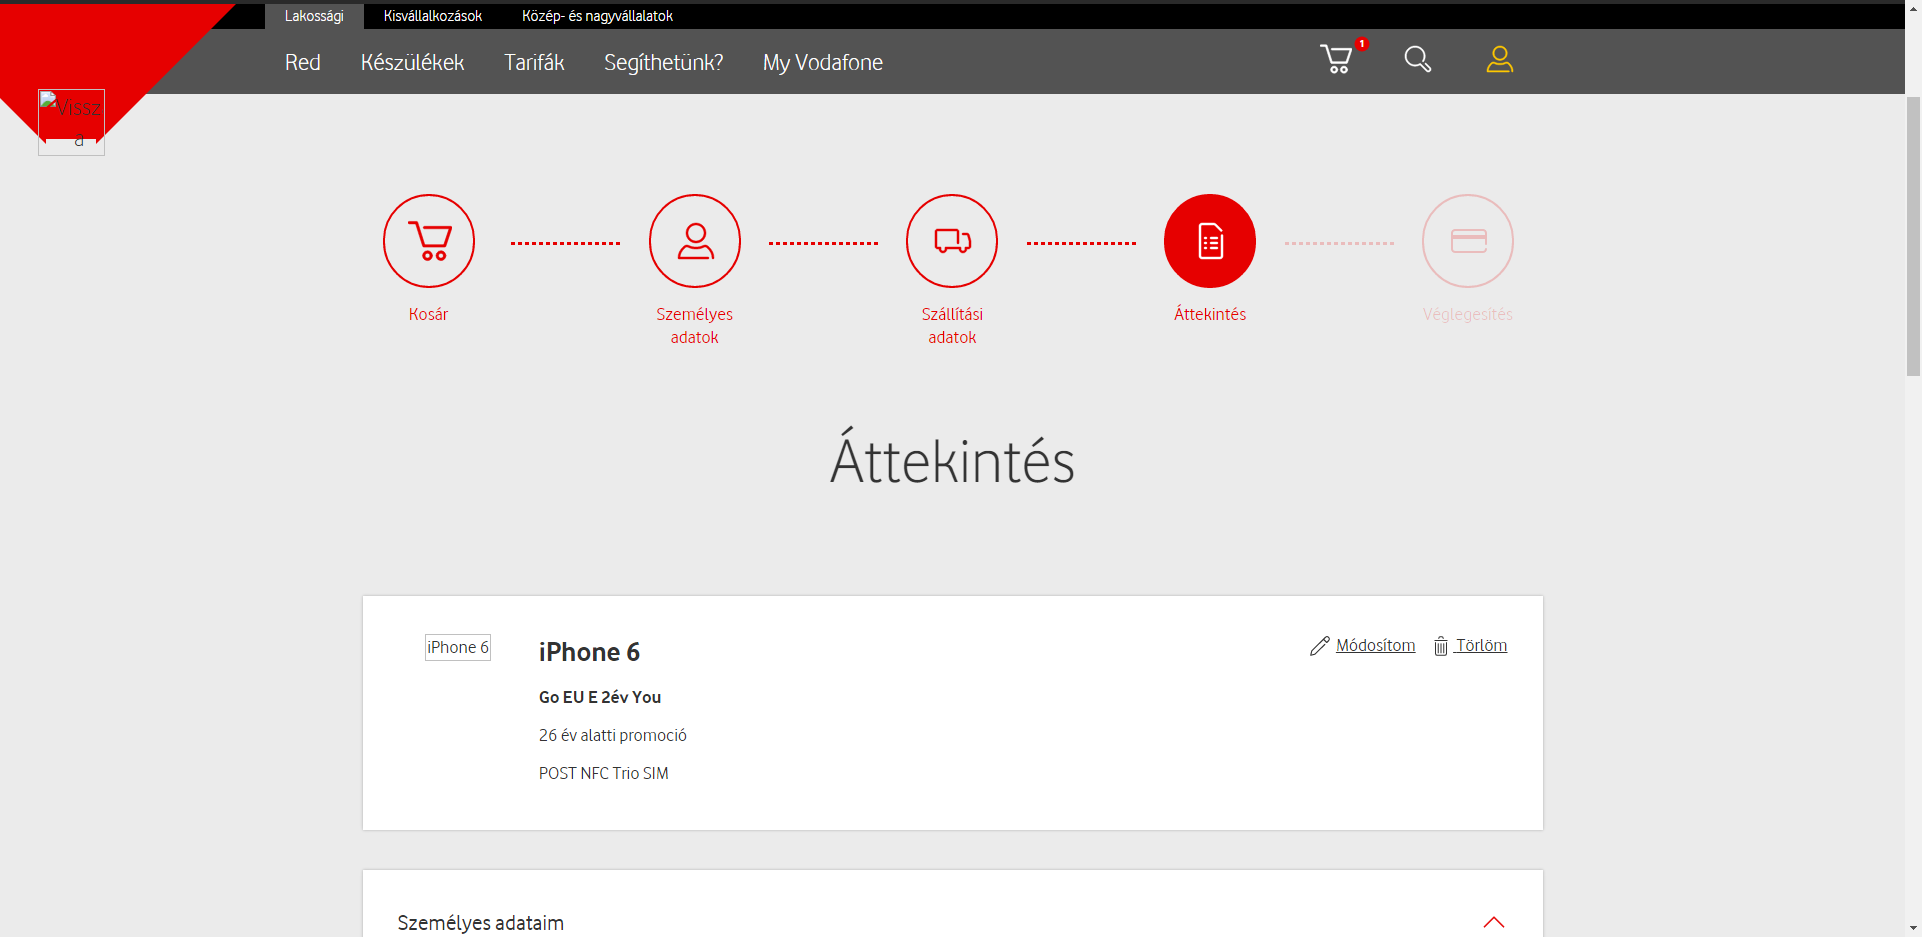 Lakossági Kisvállalkozások Közép- és nagyvállalatok
Red Készülékek Tarifák Segíthetünk? My Vodafone
1
Vissz
a
Kosár
Személyes
adatok
Szállítási
adatok
Áttekintés
Véglegesítés
Áttekintés
iPhone 6
iPhone 6
Módosítom Törlöm
Go EU E 2év You
26 év alatti promoció
POST NFC Trio SIM
Személyes adataim